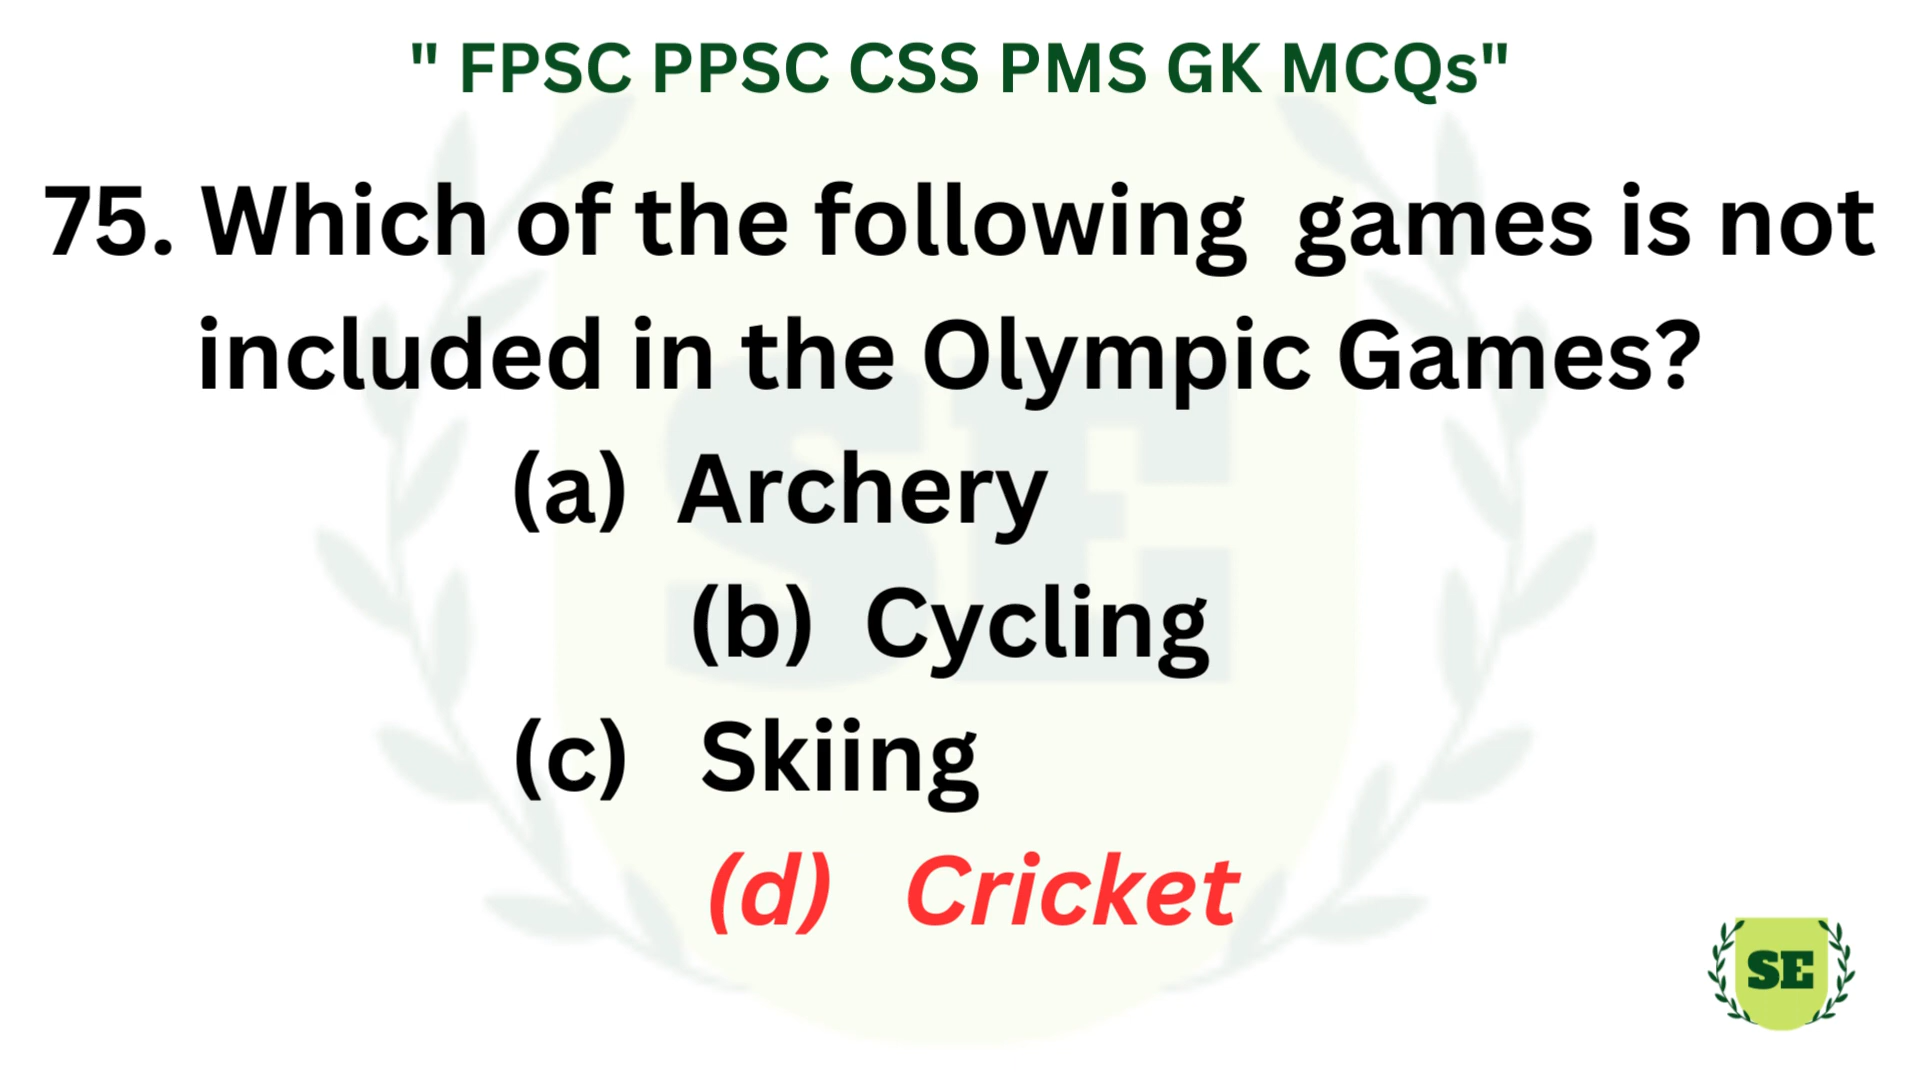 " FPSC PPSC CSS PMS GK MCQs"
75. Which of the following games is not
included in the Olympic Games?
(a) Archery
(b) Cycling
(c) Skiing
(d) Cricket
SE
SE